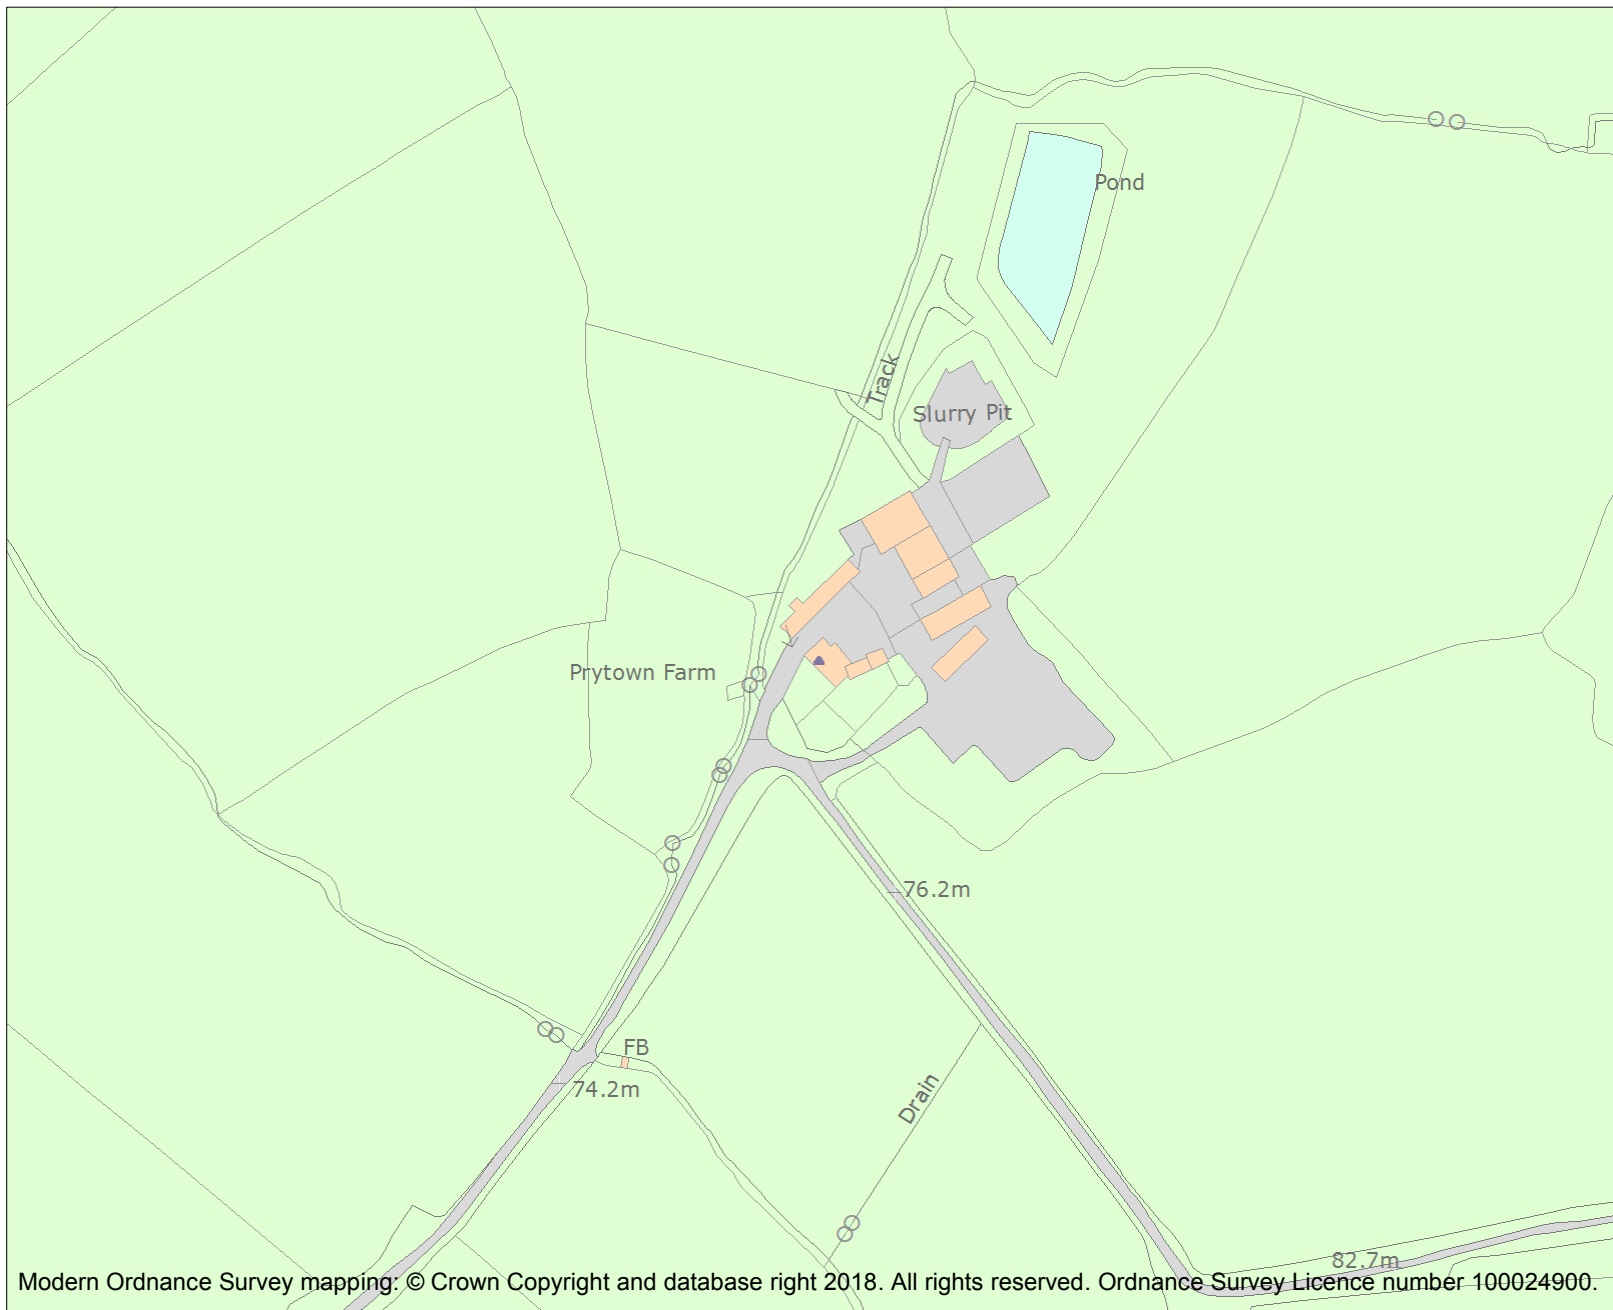 Pond
Track
Slurry Pit
Prytown Farm
76.2m
FB
74.2m
Drain
82.7m
Modern Ordnance Survey mapping: © Crown Copyright and database right 2018. All rights reserved. Ordnance Survey Licence number 100024900.